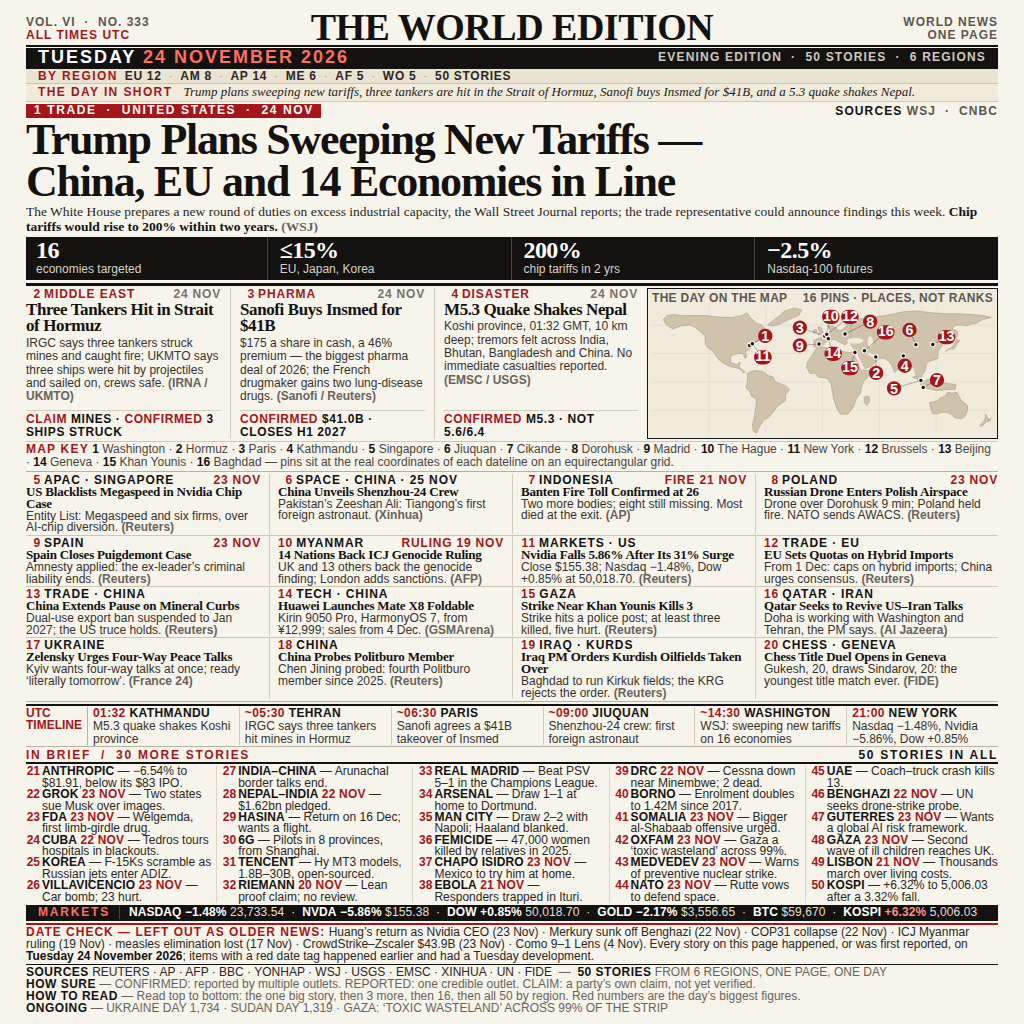 VOL. VI · NO. 333
ALL TIMES UTC
THE WORLD EDITION
WORLD NEWS
ONE PAGE
TUESDAY 24 NOVEMBER 2026
EVENING EDITION · 50 STORIES · 6 REGIONS
BY REGION EU 12 · AM 8 · AP 14 · ME 6 · AF 5 · WO 5 · 50 STORIES
THE DAY IN SHORT Trump plans sweeping new tariffs, three tankers are hit in the Strait of Hormuz, Sanofi buys Insmed for $41B, and a 5.3 quake shakes Nepal.
1 TRADE · UNITED STATES · 24 NOV
SOURCES WSJ · CNBC
Trump Plans Sweeping New Tariffs —
China, EU and 14 Economies in Line
The White House prepares a new round of duties on excess industrial capacity, the Wall Street Journal reports; the trade representative could announce findings this week. Chip
tariffs would rise to 200% within two years. (WSJ)
16
economies targeted
≤15%
EU, Japan, Korea
200%
chip tariffs in 2 yrs
−2.5%
Nasdaq-100 futures
2 MIDDLE EAST 24 NOV
Three Tankers Hit in Strait
of Hormuz
IRGC says three tankers struck
mines and caught fire; UKMTO says
three ships were hit by projectiles
and sailed on, crews safe. (IRNA /
UKMTO)
CLAIM MINES · CONFIRMED 3
SHIPS STRUCK
3 PHARMA 24 NOV
Sanofi Buys Insmed for
$41B
$175 a share in cash, a 46%
premium — the biggest pharma
deal of 2026; the French
drugmaker gains two lung-disease
drugs. (Sanofi / Reuters)
CONFIRMED $41.0B ·
CLOSES H1 2027
4 DISASTER 24 NOV
M5.3 Quake Shakes Nepal
Koshi province, 01:32 GMT, 10 km
deep; tremors felt across India,
Bhutan, Bangladesh and China. No
immediate casualties reported.
(EMSC / USGS)
CONFIRMED M5.3 · NOT
5.6/6.4
THE DAY ON THE MAP 16 PINS · PLACES, NOT RANKS
10 12 8
3 16 6
1 13
9
11 14
15 2 4
5 7
MAP KEY 1 Washington · 2 Hormuz · 3 Paris · 4 Kathmandu · 5 Singapore · 6 Jiuquan · 7 Cikande · 8 Dorohusk · 9 Madrid · 10 The Hague · 11 New York · 12 Brussels · 13 Beijing
· 14 Geneva · 15 Khan Younis · 16 Baghdad — pins sit at the real coordinates of each dateline on an equirectangular grid.
5 APAC · SINGAPORE 23 NOV
US Blacklists Megaspeed in Nvidia Chip
Case
Entity List: Megaspeed and six firms, over
AI-chip diversion. (Reuters)
6 SPACE · CHINA · 25 NOV
China Unveils Shenzhou-24 Crew
Pakistan's Zeeshan Ali: Tiangong's first
foreign astronaut. (Xinhua)
7 INDONESIA FIRE 21 NOV
Banten Fire Toll Confirmed at 26
Two more bodies; eight still missing. Most
died at the exit. (AP)
8 POLAND 23 NOV
Russian Drone Enters Polish Airspace
Drone over Dorohusk 9 min; Poland held
fire. NATO sends AWACS. (Reuters)
9 SPAIN 23 NOV
Spain Closes Puigdemont Case
Amnesty applied: the ex-leader's criminal
liability ends. (Reuters)
10 MYANMAR RULING 19 NOV
14 Nations Back ICJ Genocide Ruling
UK and 13 others back the genocide
finding; London adds sanctions. (AFP)
11 MARKETS · US
Nvidia Falls 5.86% After Its 31% Surge
Close $155.38; Nasdaq −1.48%, Dow
+0.85% at 50,018.70. (Reuters)
12 TRADE · EU
EU Sets Quotas on Hybrid Imports
From 1 Dec: caps on hybrid imports; China
urges consensus. (Reuters)
13 TRADE · CHINA
China Extends Pause on Mineral Curbs
Dual-use export ban suspended to Jan
2027; the US truce holds. (Reuters)
14 TECH · CHINA
Huawei Launches Mate X8 Foldable
Kirin 9050 Pro, HarmonyOS 7, from
¥12,999; sales from 4 Dec. (GSMArena)
15 GAZA
Strike Near Khan Younis Kills 3
Strike hits a police post; at least three
killed, five hurt. (Reuters)
16 QATAR · IRAN
Qatar Seeks to Revive US–Iran Talks
Doha is working with Washington and
Tehran, the PM says. (Al Jazeera)
17 UKRAINE
Zelensky Urges Four-Way Peace Talks
Kyiv wants four-way talks at once; ready
'literally tomorrow'. (France 24)
18 CHINA
China Probes Politburo Member
Chen Jining probed: fourth Politburo
member since 2025. (Reuters)
19 IRAQ · KURDS
Iraq PM Orders Kurdish Oilfields Taken
Over
Baghdad to run Kirkuk fields; the KRG
rejects the order. (Reuters)
20 CHESS · GENEVA
Chess Title Duel Opens in Geneva
Gukesh, 20, draws Sindarov, 20: the
youngest title match ever. (FIDE)
UTC
TIMELINE
01:32 KATHMANDU
M5.3 quake shakes Koshi
province
~05:30 TEHRAN
IRGC says three tankers
hit mines in Hormuz
~06:30 PARIS
Sanofi agrees a $41B
takeover of Insmed
~09:00 JIUQUAN
Shenzhou-24 crew: first
foreign astronaut
~14:30 WASHINGTON
WSJ: sweeping new tariffs
on 16 economies
21:00 NEW YORK
Nasdaq −1.48%, Nvidia
−5.86%, Dow +0.85%
IN BRIEF / 30 MORE STORIES
50 STORIES IN ALL
21 ANTHROPIC — −6.54% to
$81.91, below its $83 IPO.
22 GROK 23 NOV — Two states
sue Musk over images.
23 FDA 23 NOV — Welgemda,
first limb-girdle drug.
24 CUBA 22 NOV — Tedros tours
hospitals in blackouts.
25 KOREA — F-15Ks scramble as
Russian jets enter ADIZ.
26 VILLAVICENCIO 23 NOV —
Car bomb; 23 hurt.
27 INDIA–CHINA — Arunachal
border talks end.
28 NEPAL–INDIA 22 NOV —
$1.62bn pledged.
29 HASINA — Return on 16 Dec;
wants a flight.
30 6G — Pilots in 8 provinces,
from Shanghai.
31 TENCENT — Hy MT3 models,
1.8B–30B, open-sourced.
32 RIEMANN 20 NOV — Lean
proof claim; no review.
33 REAL MADRID — Beat PSV
5–1 in the Champions League.
34 ARSENAL — Draw 1–1 at
home to Dortmund.
35 MAN CITY — Draw 2–2 with
Napoli; Haaland blanked.
36 FEMICIDE — 47,000 women
killed by relatives in 2025.
37 CHAPO ISIDRO 23 NOV —
Mexico to try him at home.
38 EBOLA 21 NOV —
Responders trapped in Ituri.
39 DRC 22 NOV — Cessna down
near Minembwe; 2 dead.
40 BORNO — Enrolment doubles
to 1.42M since 2017.
41 SOMALIA 23 NOV — Bigger
al-Shabaab offensive urged.
42 OXFAM 23 NOV — Gaza a
'toxic wasteland' across 99%.
43 MEDVEDEV 23 NOV — Warns
of preventive nuclear strike.
44 NATO 23 NOV — Rutte vows
to defend space.
45 UAE — Coach–truck crash kills
13.
46 BENGHAZI 22 NOV — UN
seeks drone-strike probe.
47 GUTERRES 23 NOV — Wants
a global AI risk framework.
48 GAZA 23 NOV — Second
wave of ill children reaches UK.
49 LISBON 21 NOV — Thousands
march over living costs.
50 KOSPI — +6.32% to 5,006.03
after a 3.32% fall.
MARKETS NASDAQ −1.48% 23,733.54 · NVDA −5.86% $155.38 · DOW +0.85% 50,018.70 · GOLD −2.17% $3,556.65 · BTC $59,670 · KOSPI +6.32% 5,006.03
DATE CHECK — LEFT OUT AS OLDER NEWS: Huang's return as Nvidia CEO (23 Nov) · Merkury sunk off Benghazi (22 Nov) · COP31 collapse (22 Nov) · ICJ Myanmar
ruling (19 Nov) · measles elimination lost (17 Nov) · CrowdStrike–Zscaler $43.9B (23 Nov) · Como 9–1 Lens (4 Nov). Every story on this page happened, or was first reported, on
Tuesday 24 November 2026; items with a red date tag happened earlier and had a Tuesday development.
SOURCES REUTERS · AP · AFP · BBC · YONHAP · WSJ · USGS · EMSC · XINHUA · UN · FIDE — 50 STORIES FROM 6 REGIONS, ONE PAGE, ONE DAY
HOW SURE — CONFIRMED: reported by multiple outlets. REPORTED: one credible outlet. CLAIM: a party's own claim, not yet verified.
HOW TO READ — Read top to bottom: the one big story, then 3 more, then 16, then all 50 by region. Red numbers are the day's biggest figures.
ONGOING — UKRAINE DAY 1,734 · SUDAN DAY 1,319 · GAZA: 'TOXIC WASTELAND' ACROSS 99% OF THE STRIP